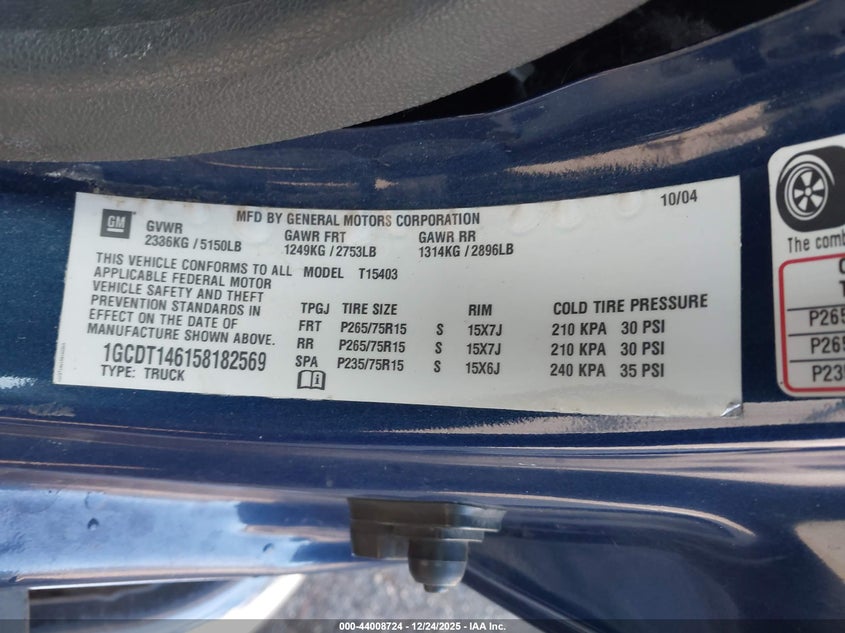 GM
MFD BY GENERAL MOTORS CORPORATION
10/04
GVWR
2336KG / 5150LB
GAWR FRT
1249KG / 2753LB
GAWR RR
1314KG / 2896LB
THIS VEHICLE CONFORMS TO ALL
APPLICABLE FEDERAL MOTOR
VEHICLE SAFETY AND THEFT
PREVENTION STANDARDS IN
EFFECT ON THE DATE OF
MANUFACTURE SHOWN ABOVE.
1GCDT146158182569
TYPE: TRUCK
MODEL T15403
TPGJ TIRE SIZE RIM COLD TIRE PRESSURE
FRT P265/75R15 S 15X7J 210 KPA 30 PSI
RR P265/75R15 S 15X7J 210 KPA 30 PSI
SPA P235/75R15 S 15X6J 240 KPA 35 PSI
The comb
P265
P265
P235
000-44008724 - 12/24/2025 - IAA Inc.